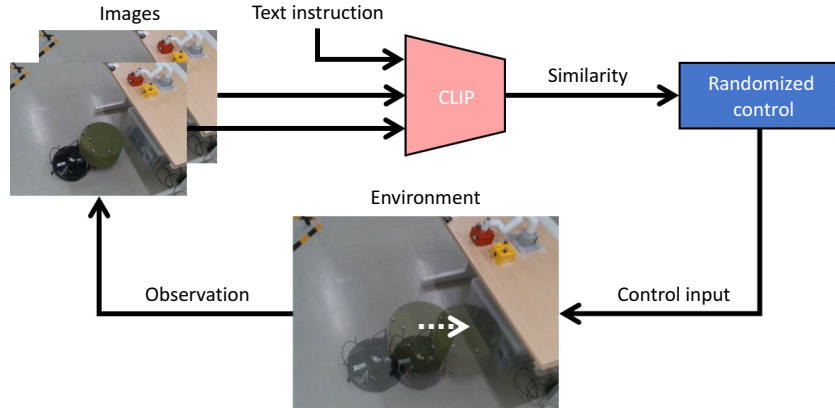 Images
Text instruction
CLIP
Similarity
Randomized
control
Environment
Observation
Control input